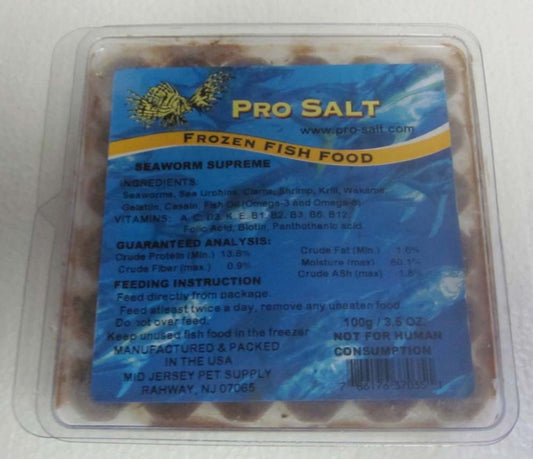 PRO SALT
www.pro-salt.com
FROZEN FISH FOOD
SEAWORM SUPREME
INGREDIENTS:
Seaworms, Sea Urchins, Clams, Shrimp, Krill, Wakame,
Gelatin, Casein, Fish Oil (Omega-3 and Omega-6)
VITAMINS: A, C, D3, K, E, B1, B2, B3, B6, B12,
Folic Acid, Biotin, Panthothanic acid.
GUARANTEED ANALYSIS:
Crude Protein (Min.) 13.8% Crude Fat (Min.) 1.6%
Crude Fiber (max.) 0.9% Moisture (max) 80.1%
Crude ASh (max) 1.8%
FEEDING INSTRUCTION
Feed directly from package.
Feed atleast twice a day, remove any uneaten food.
Do not over feed.
Keep unused fish food in the freezer
100g / 3.5 OZ.
NOT FOR HUMAN
CONSUMPTION
MANUFACTURED & PACKED
IN THE USA
MID JERSEY PET SUPPLY
RAHWAY, NJ 07065